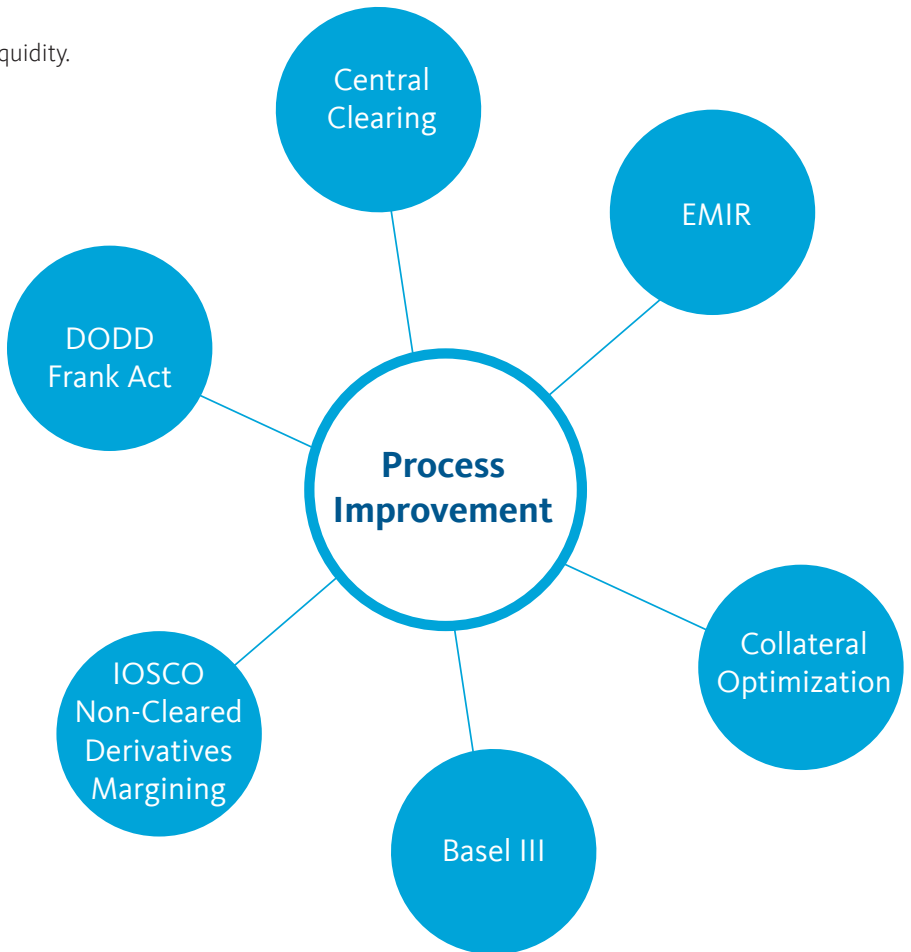 quidity.
Central
Clearing
EMIR
DODD
Frank Act
Process
Improvement
Collateral
Optimization
IOSCO
Non-Cleared
Derivatives
Margining
Basel III